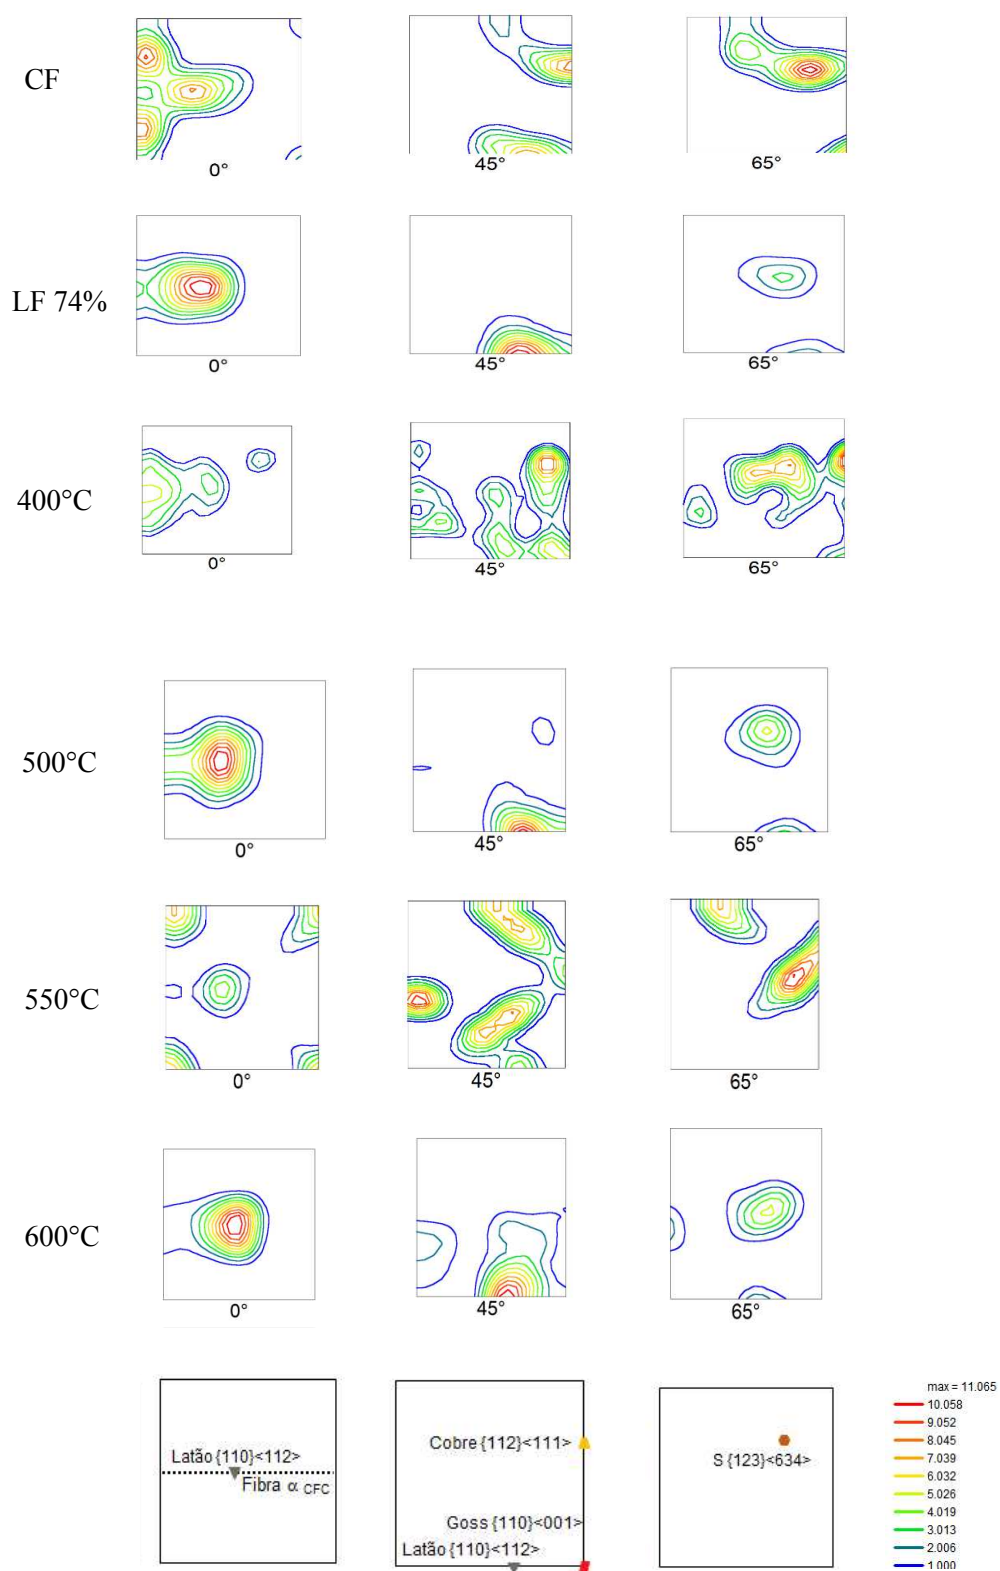 CF
0°
45°
65°
LF 74%
0°
45°
65°
400°C
0°
45°
65°
500°C
0°
45°
65°
550°C
0°
45°
65°
600°C
0°
45°
65°
Latão {110}<112>
Fibra α CFC
Cobre {112}<111>
Goss {110}<001>
Latão {110}<112>
S {123}<634>
max = 11.065
10.058
9.052
8.045
7.039
6.032
5.026
4.019
3.013
2.006
1.000